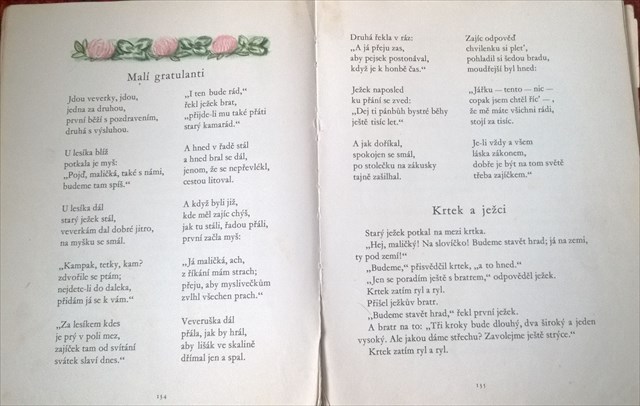 Malí gratulanti
Jdou veverky, jdou,
jedna za druhou,
první běží s pozdravením,
druhá s výsluhou.
U lesíka blíž
potkala je myš:
„Pojď, maličká, také s námi,
budeme tam spíš.“
U lesíka dál
starý ježek stál,
veverkám dal dobré jitro,
na myšku se smál.
„Kampak, tetky, kam?
zdvořile se ptám;
nejdete-li do daleka,
přidám já se k vám.“
„Za lesíkem kdes
je prý v poli mez,
zajíček tam od svítání
svátek slaví dnes.“
„I ten bude rád,“
řekl ježek brat,
„přijde-li mu také přáti
starý kamarád.“
A hned v řadě stál
a hned bral se dál,
jenom, že se nepřevlékl,
cestou litoval.
A když byli již,
kde měl zajíc chýš,
jak tu stáli, řadou přáli,
první začla myš:
„Já maličká, ach,
z říkání mám strach;
přeju, aby myslivečkům
zvlhl všechen prach.“
Veveruška dál
přála, jak by hrál,
aby lišák ve skalině
dřímal jen a spal.
154
Druhá řekla v ráz:
„A já přeju zas,
aby pejsek postonával,
když je k honbě čas.“
Ježek naposled
ku přání se zved:
„Dej ti pánbůh bystré běhy
ještě tisíc let.“
A jak doříkal,
spokojen se smál,
po stolečku na zákusky
tajně zašilhal.
Zajíc odpověď
chvilenku si pleť,
pohladil si šedou bradu,
moudřejší byl hned:
„Jářku — tento — nic —
copak jsem chtěl říc’ —,
že mě máte všichni rádi,
stojí za tisíc.
Je-li vždy a všem
láska zákonem,
dobře je být na tom světě
třeba zajíčkem.“
Krtek a ježci
Starý ježek potkal na mezi krtka.
„Hej, maličký! Na slovíčko! Budeme stavět hrad; já na zemi,
ty pod zemí!“
„Budeme,“ přisvědčil krtek, „a to hned.“
„Jen se poradím ještě s bratrem,“ odpověděl ježek.
Krtek zatím ryl a ryl.
Přišel ježkův bratr.
„Budeme stavět hrad,“ řekl první ježek.
A bratr na to: „Tři kroky bude dlouhý, dva široký a jeden
vysoký. Ale jakou dáme střechu? Zavolejme ještě strýce.“
Krtek zatím ryl a ryl.
155